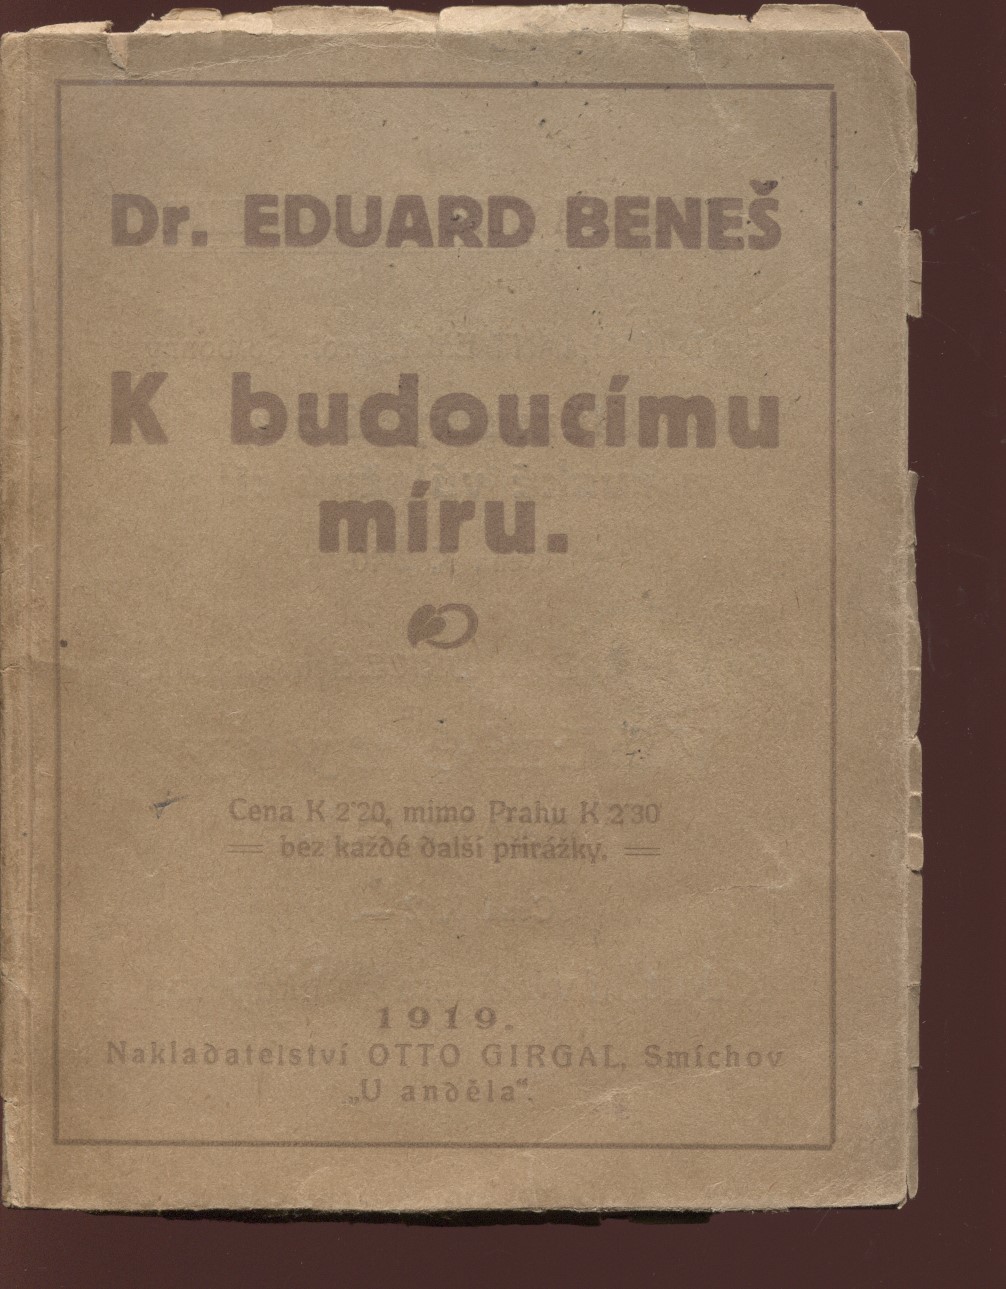 Dr. EDUARD BENEŠ
K budoucímu
míru.
Cena K 2·20, mimo Prahu K 2·30
bez každé další přirážky.
1919.
Nakladatelství OTTO GIRGAL, Smíchov
„U anděla“.